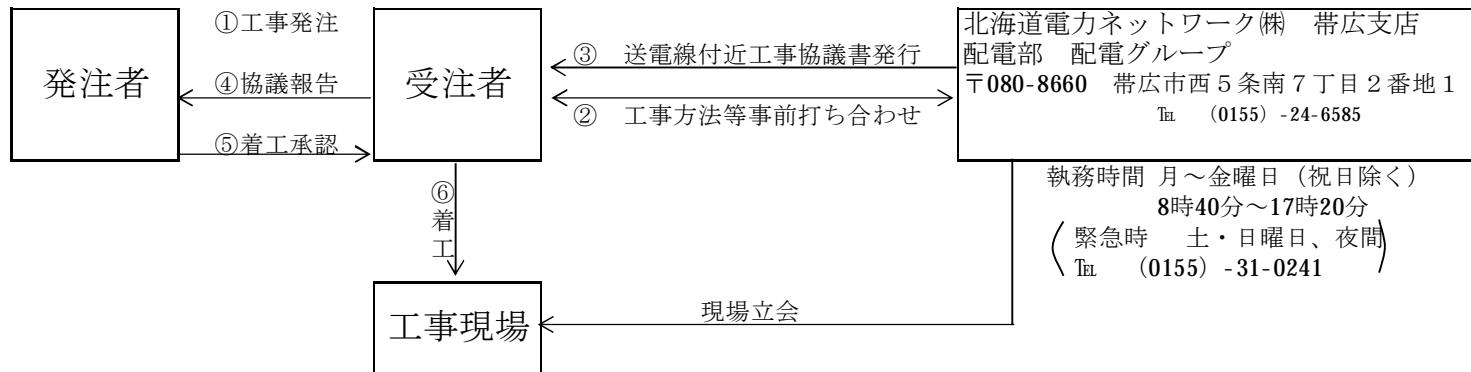 ①工事発注
発注者
④協議報告
⑤着工承認
受注者
③ 送電線付近工事協議書発行
② 工事方法等事前打ち合わせ
北海道電力ネットワーク㈱ 帯広支店
配電部 配電グループ
〒080-8660 帯広市西５条南７丁目２番地１
℡ (0155) -24-6585
執務時間 月～金曜日（祝日除く）
8時40分～17時20分
緊急時 土・日曜日、夜間
℡ (0155) -31-0241
⑥着工
現場立会
工事現場